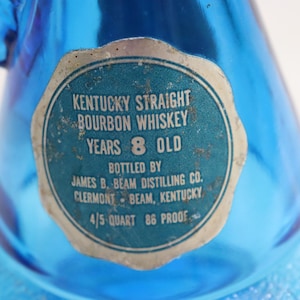 KENTUCKY STRAIGHT
BOURBON WHISKEY
YEARS 8 OLD
BOTTLED BY
JAMES B. BEAM DISTILLING CO.
CLERMONT • BEAM, KENTUCKY
4/5 QUART 86 PROOF